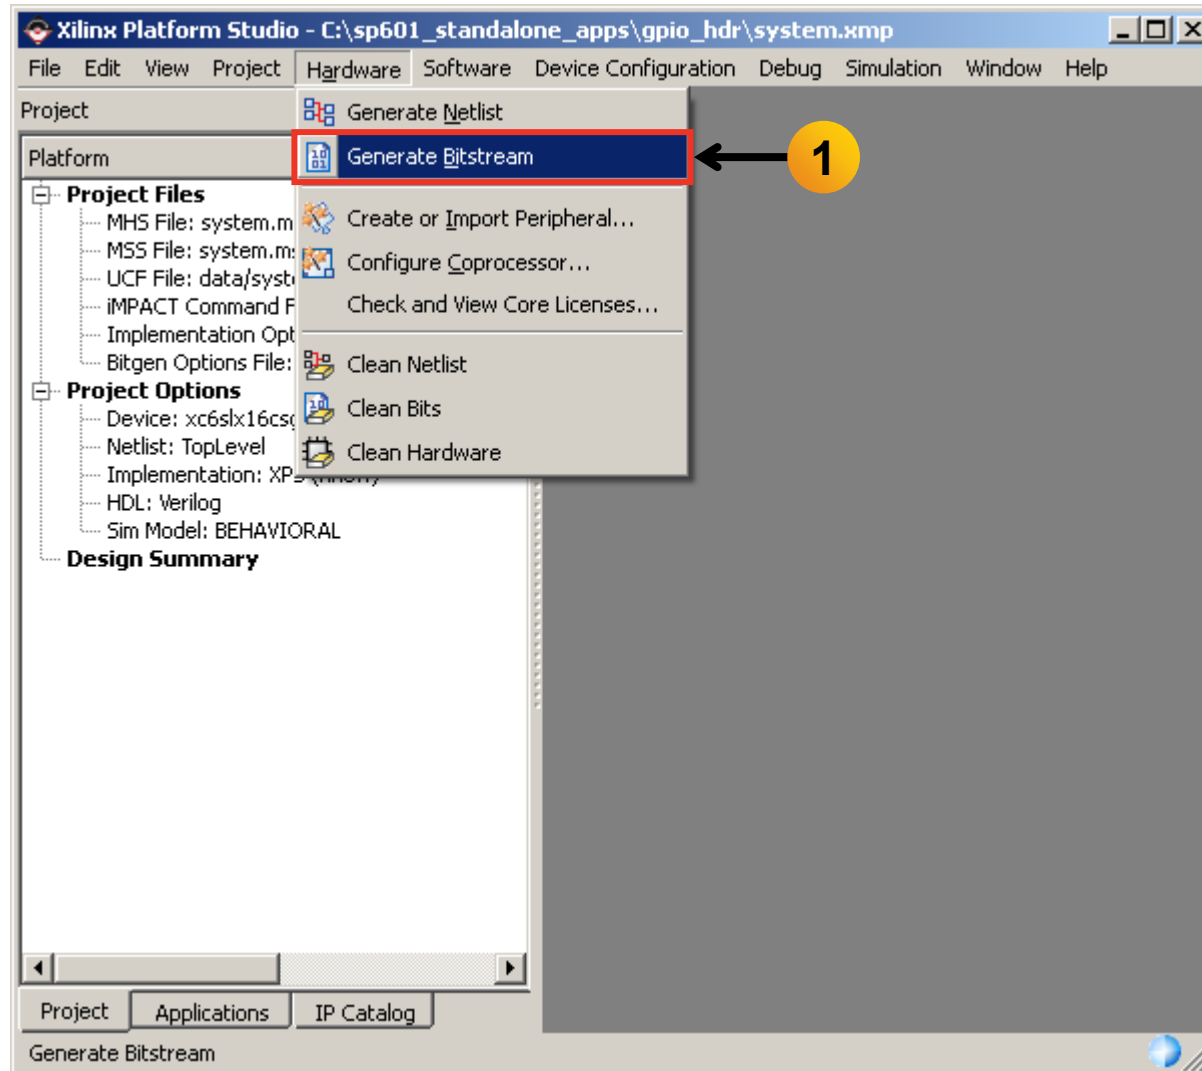 Xilinx Platform Studio - C:\sp601_standalone_apps\gpio_hdr\system.xmp
File Edit View Project Hardware Software Device Configuration Debug Simulation Window Help
Project
Platform
Project Files
MHS File: system.m
MSS File: system.m
UCF File: data/syst
iMPACT Command F
Implementation Opt
Bitgen Options File:
Project Options
Device: xc6slx16csg
Netlist: TopLevel
Implementation: XPS
HDL: Verilog
Sim Model: BEHAVIORAL
Design Summary
Generate Netlist
Generate Bitstream
1
Create or Import Peripheral...
Configure Coprocessor...
Check and View Core Licenses...
Clean Netlist
Clean Bits
Clean Hardware
Project Applications IP Catalog
Generate Bitstream